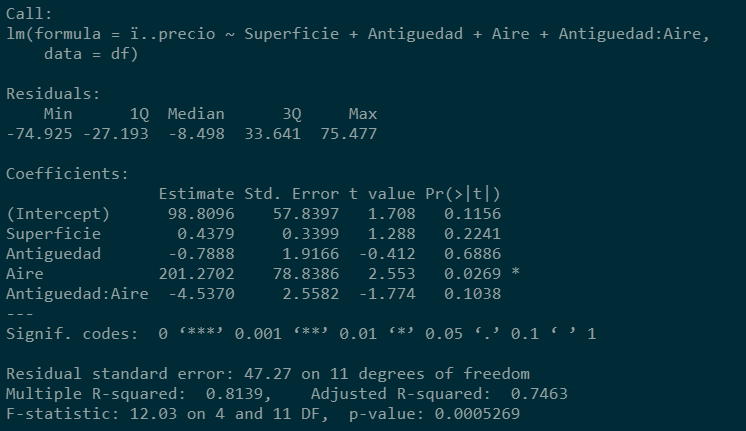 Call:
lm(formula = ï..precio ~ Superficie + Antiguedad + Aire + Antiguedad:Aire,
    data = df)

Residuals:
    Min      1Q  Median      3Q     Max
-74.925 -27.193  -8.498  33.641  75.477

Coefficients:
                Estimate Std. Error t value Pr(>|t|)
(Intercept)      98.8096    57.8397   1.708   0.1156
Superficie        0.4379     0.3399   1.288   0.2241
Antiguedad       -0.7888     1.9166  -0.412   0.6886
Aire            201.2702    78.8386   2.553   0.0269 *
Antiguedad:Aire  -4.5370     2.5582  -1.774   0.1038
---
Signif. codes:  0 ‘***’ 0.001 ‘**’ 0.01 ‘*’ 0.05 ‘.’ 0.1 ‘ ’ 1

Residual standard error: 47.27 on 11 degrees of freedom
Multiple R-squared:  0.8139,    Adjusted R-squared:  0.7463
F-statistic: 12.03 on 4 and 11 DF,  p-value: 0.0005269